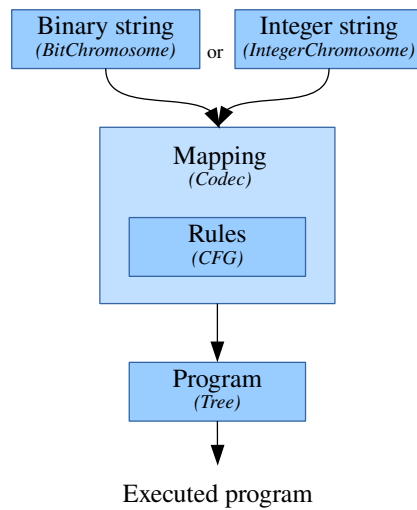 Binary string
(BitChromosome)
or
Integer string
(IntegerChromosome)
Mapping
(Codec)
Rules
(CFG)
Program
(Tree)
Executed program